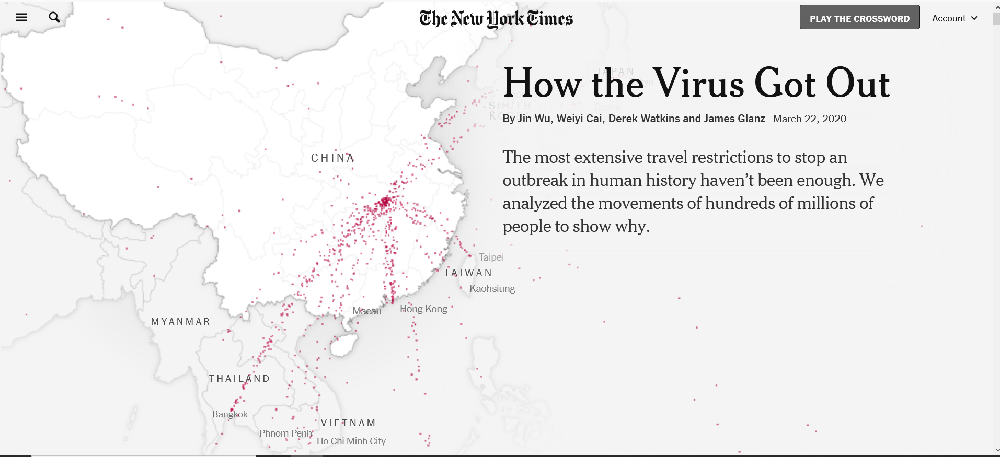 The New York Times
PLAY THE CROSSWORD
Account
How the Virus Got Out
By Jin Wu, Weiyi Cai, Derek Watkins and James Glanz March 22, 2020
The most extensive travel restrictions to stop an
outbreak in human history haven’t been enough. We
analyzed the movements of hundreds of millions of
people to show why.
JAPAN
Osaka
SOUTH
CHINA
Taipei
TAIWAN
Kaohsiung
Macau
Hong Kong
MYANMAR
THAILAND
Bangkok
VIETNAM
Phnom Penh
Ho Chi Minh City